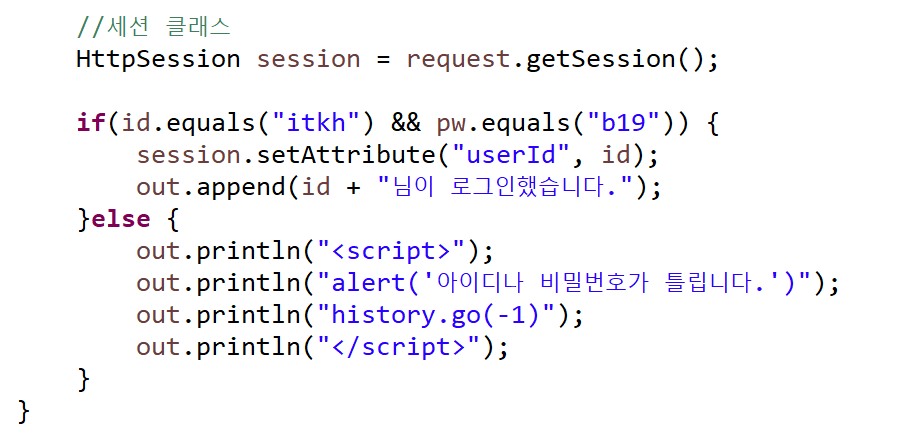 //세션 클래스
HttpSession session = request.getSession();
if(id.equals("itkh") && pw.equals("b19")) {
session.setAttribute("userId", id);
out.append(id + "님이 로그인했습니다.");
}else {
out.println("<script>");
out.println("alert('아이디나 비밀번호가 틀립니다.')");
out.println("history.go(-1)");
out.println("</script>");
}
}